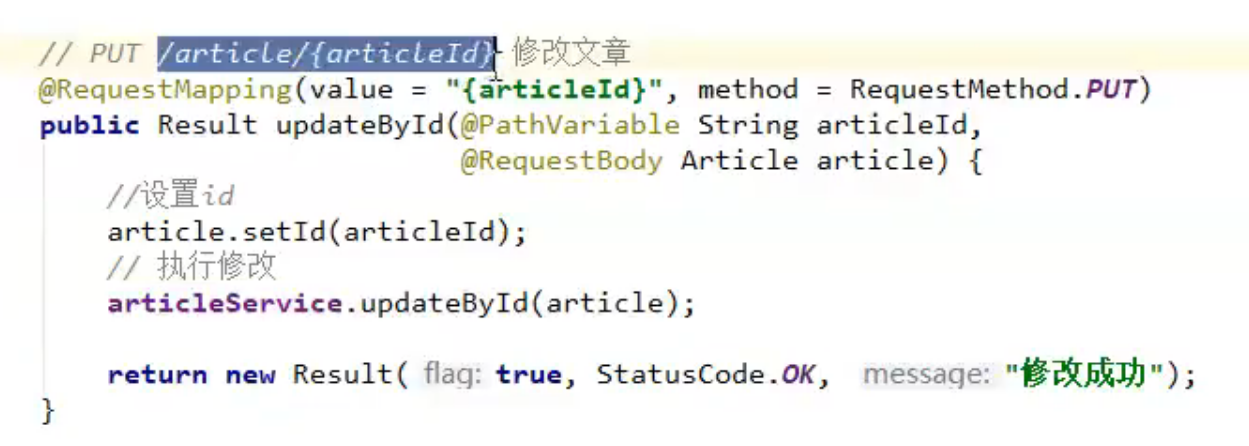 // PUT /article/{articleId} 修改文章
@RequestMapping(value = "{articleId}", method = RequestMethod.PUT)
public Result updateById(@PathVariable String articleId,
@RequestBody Article article) {
//设置id
article.setId(articleId);
// 执行修改
articleService.updateById(article);
return new Result( flag: true, StatusCode.OK, message: "修改成功");
}